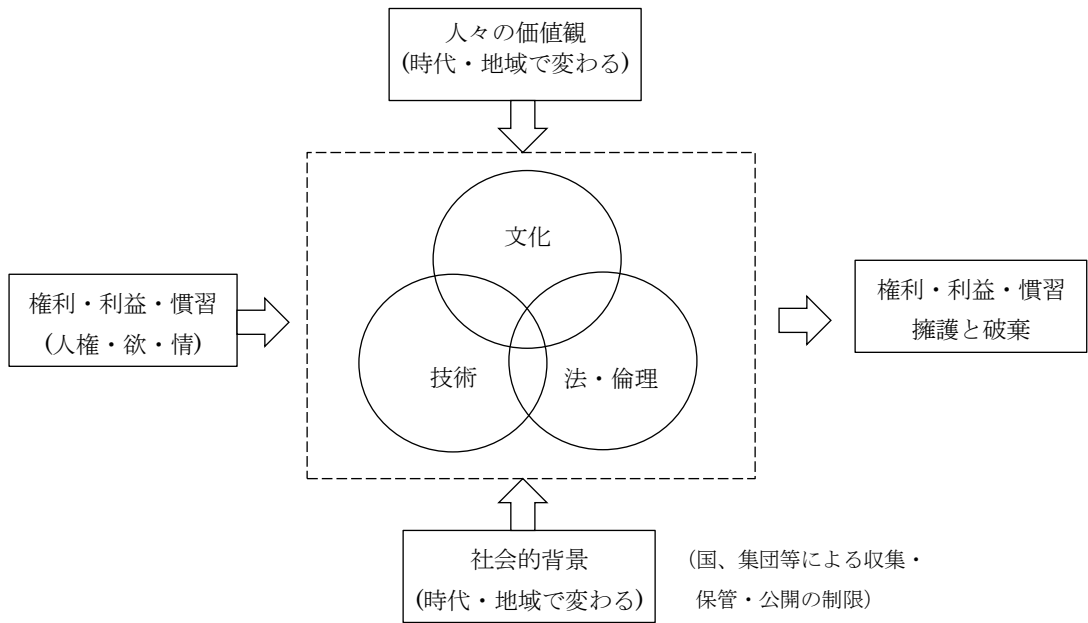 人々の価値観
(時代・地域で変わる)
文化
権利・利益・慣習
(人権・欲・情)
技術
法・倫理
権利・利益・慣習
擁護と破棄
社会的背景
(時代・地域で変わる)
（国、集団等による収集・
保管・公開の制限）